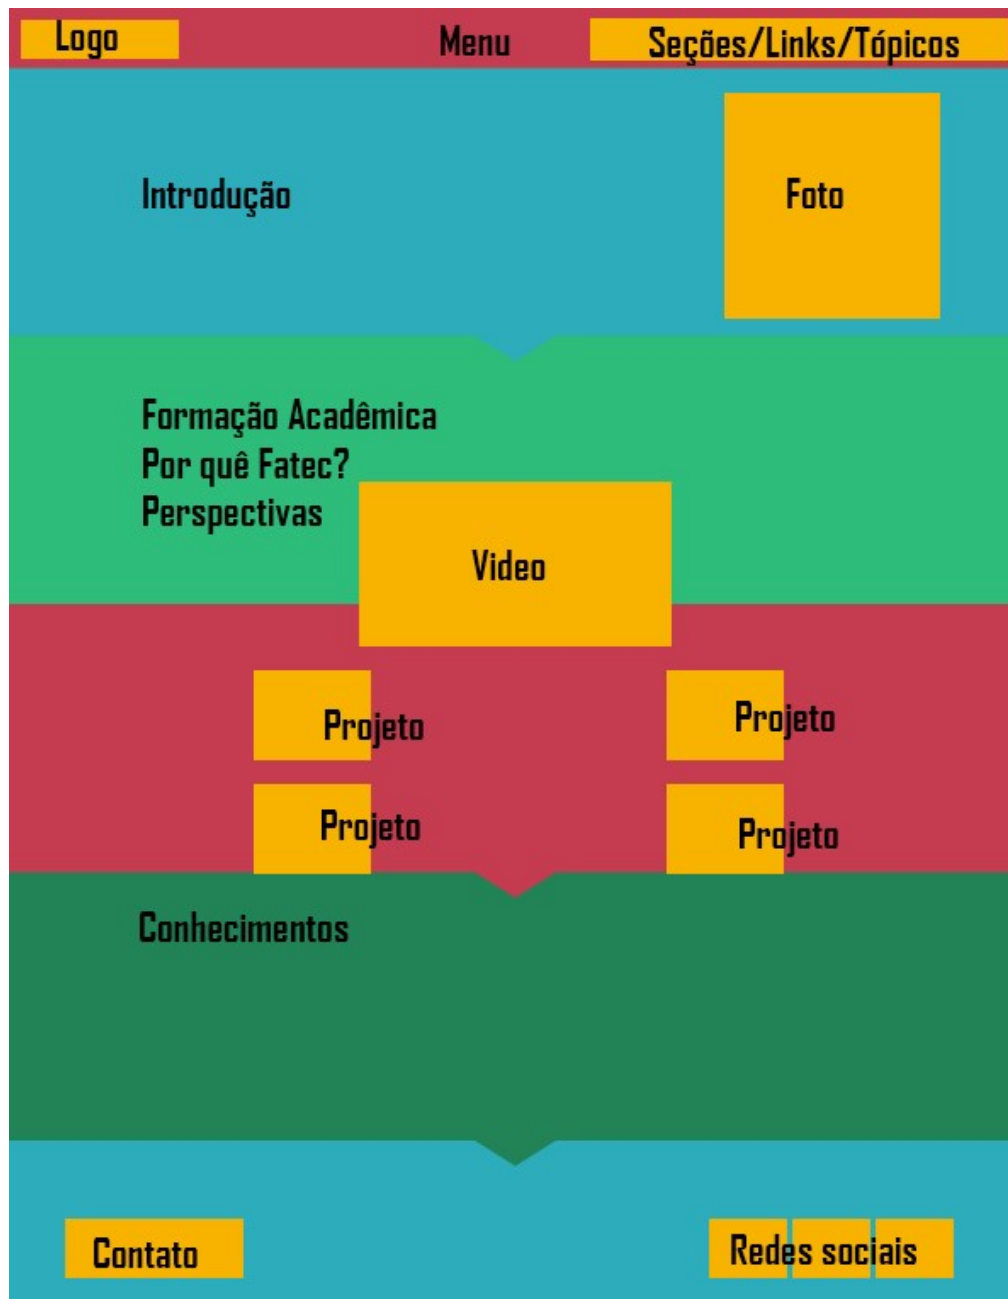 Logo
Menu
Seções/Links/Tópicos
Introdução
Foto
Formação Acadêmica
Por quê Fatec?
Perspectivas
Video
Projeto
Projeto
Projeto
Projeto
Conhecimentos
Contato
Redes sociais